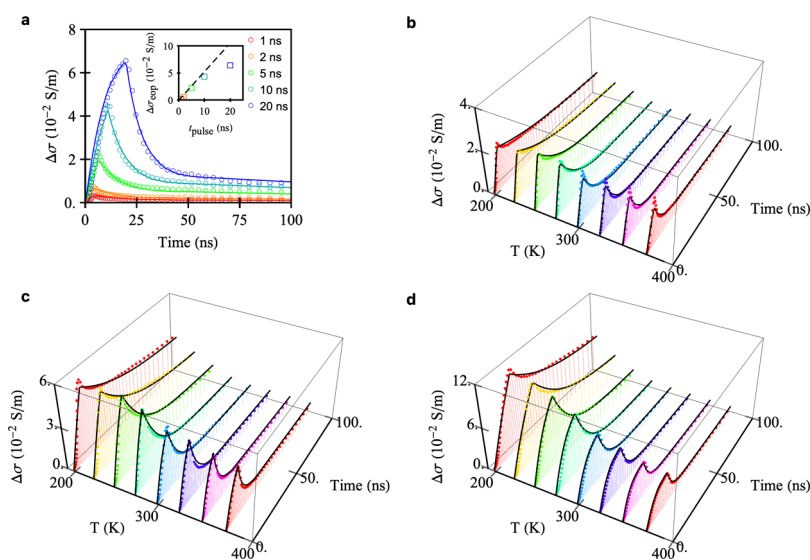 a
8
6
4
2
0.
Δσ (10⁻² S/m)
0
25
50
75
100
Time (ns)
10
5
0
Δσeop (10⁻² S/m)
0
10
20
tpulse (ns)
1 ns
2 ns
5 ns
10 ns
20 ns
b
4.
2
0.
Δσ (10⁻² S/m)
200
300
400
T (K)
0.
50.
100.
Time (ns)
c
6.
3.
0.
Δσ (10⁻² S/m)
200
300
400
T (K)
0.
50.
100.
Time (ns)
d
12.
6.
0.
Δσ (10⁻² S/m)
200
300
400
T (K)
0.
50.
100.
Time (ns)